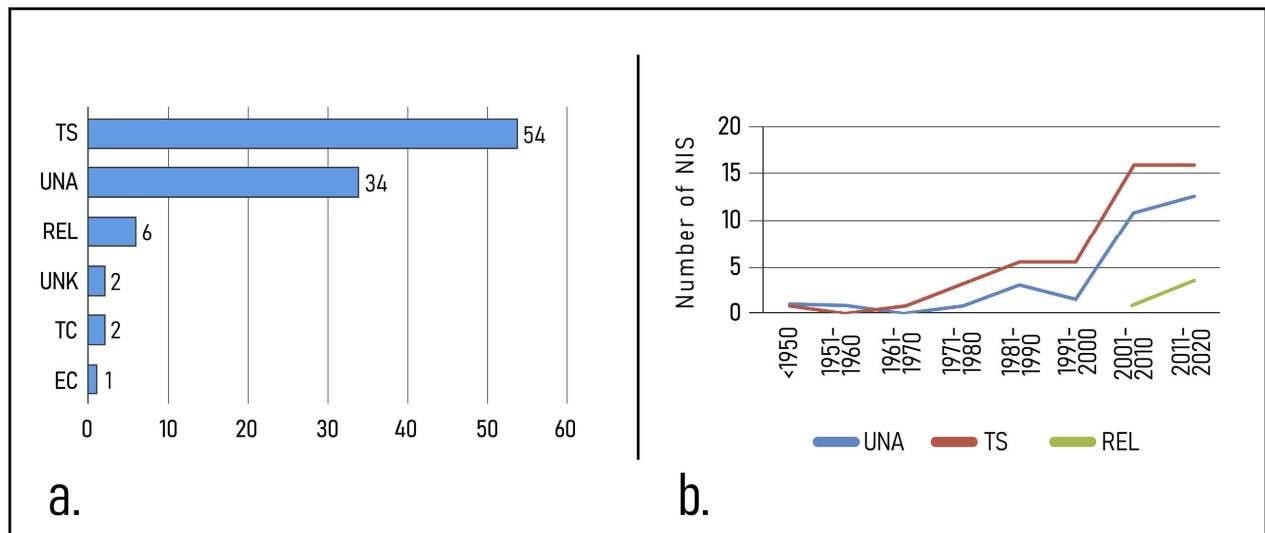 TS 54
UNA 34
REL 6
UNK 2
TC 2
EC 1
0 10 20 30 40 50 60
a.
Number of NIS
20
15
10
5
0
<1950
1951-
1960
1961-
1970
1971-
1980
1981-
1990
1991-
2000
2001-
2010
2011-
2020
UNA TS REL
b.